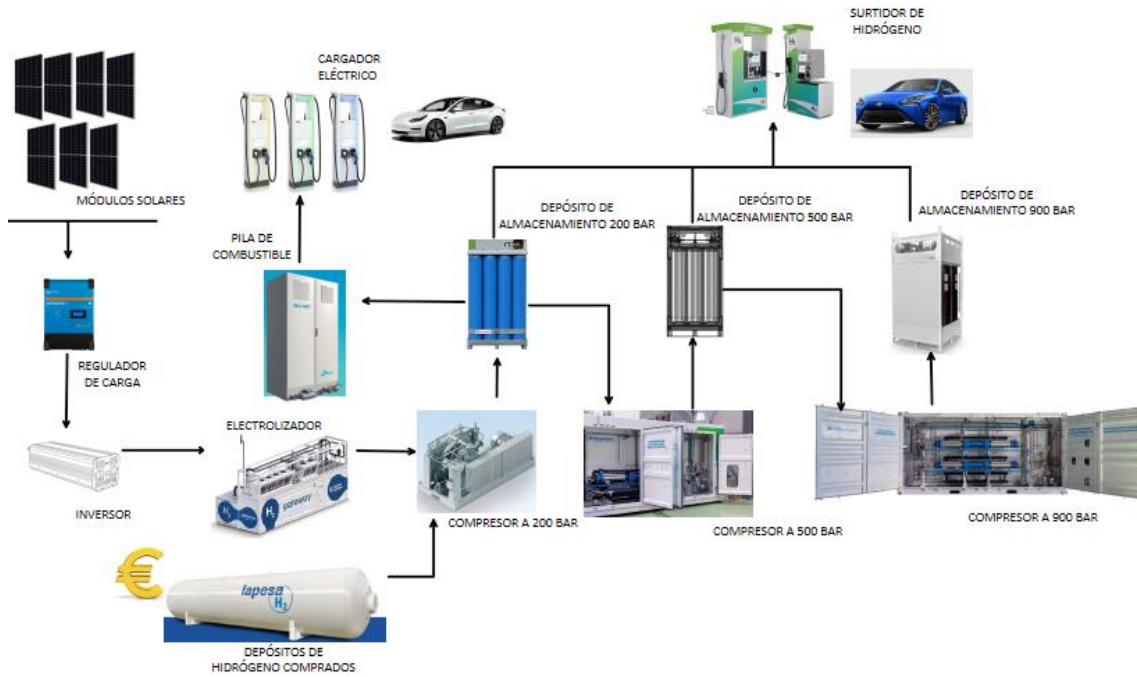 SURTIDOR DE
HIDRÓGENO
CARGADOR
ELÉCTRICO
MÓDULOS SOLARES
DEPÓSITO DE
ALMACENAMIENTO 200 BAR
DEPÓSITO DE
ALMACENAMIENTO 500 BAR
DEPÓSITO DE
ALMACENAMIENTO 900 BAR
PILA DE
COMBUSTIBLE
REGULADOR
DE CARGA
ELECTROLIZADOR
INVERSOR
H2
COMPRESOR A 200 BAR
COMPRESOR A 500 BAR
COMPRESOR A 900 BAR
€
lapesa
H2
DEPÓSITOS DE
HIDRÓGENO COMPRADOS